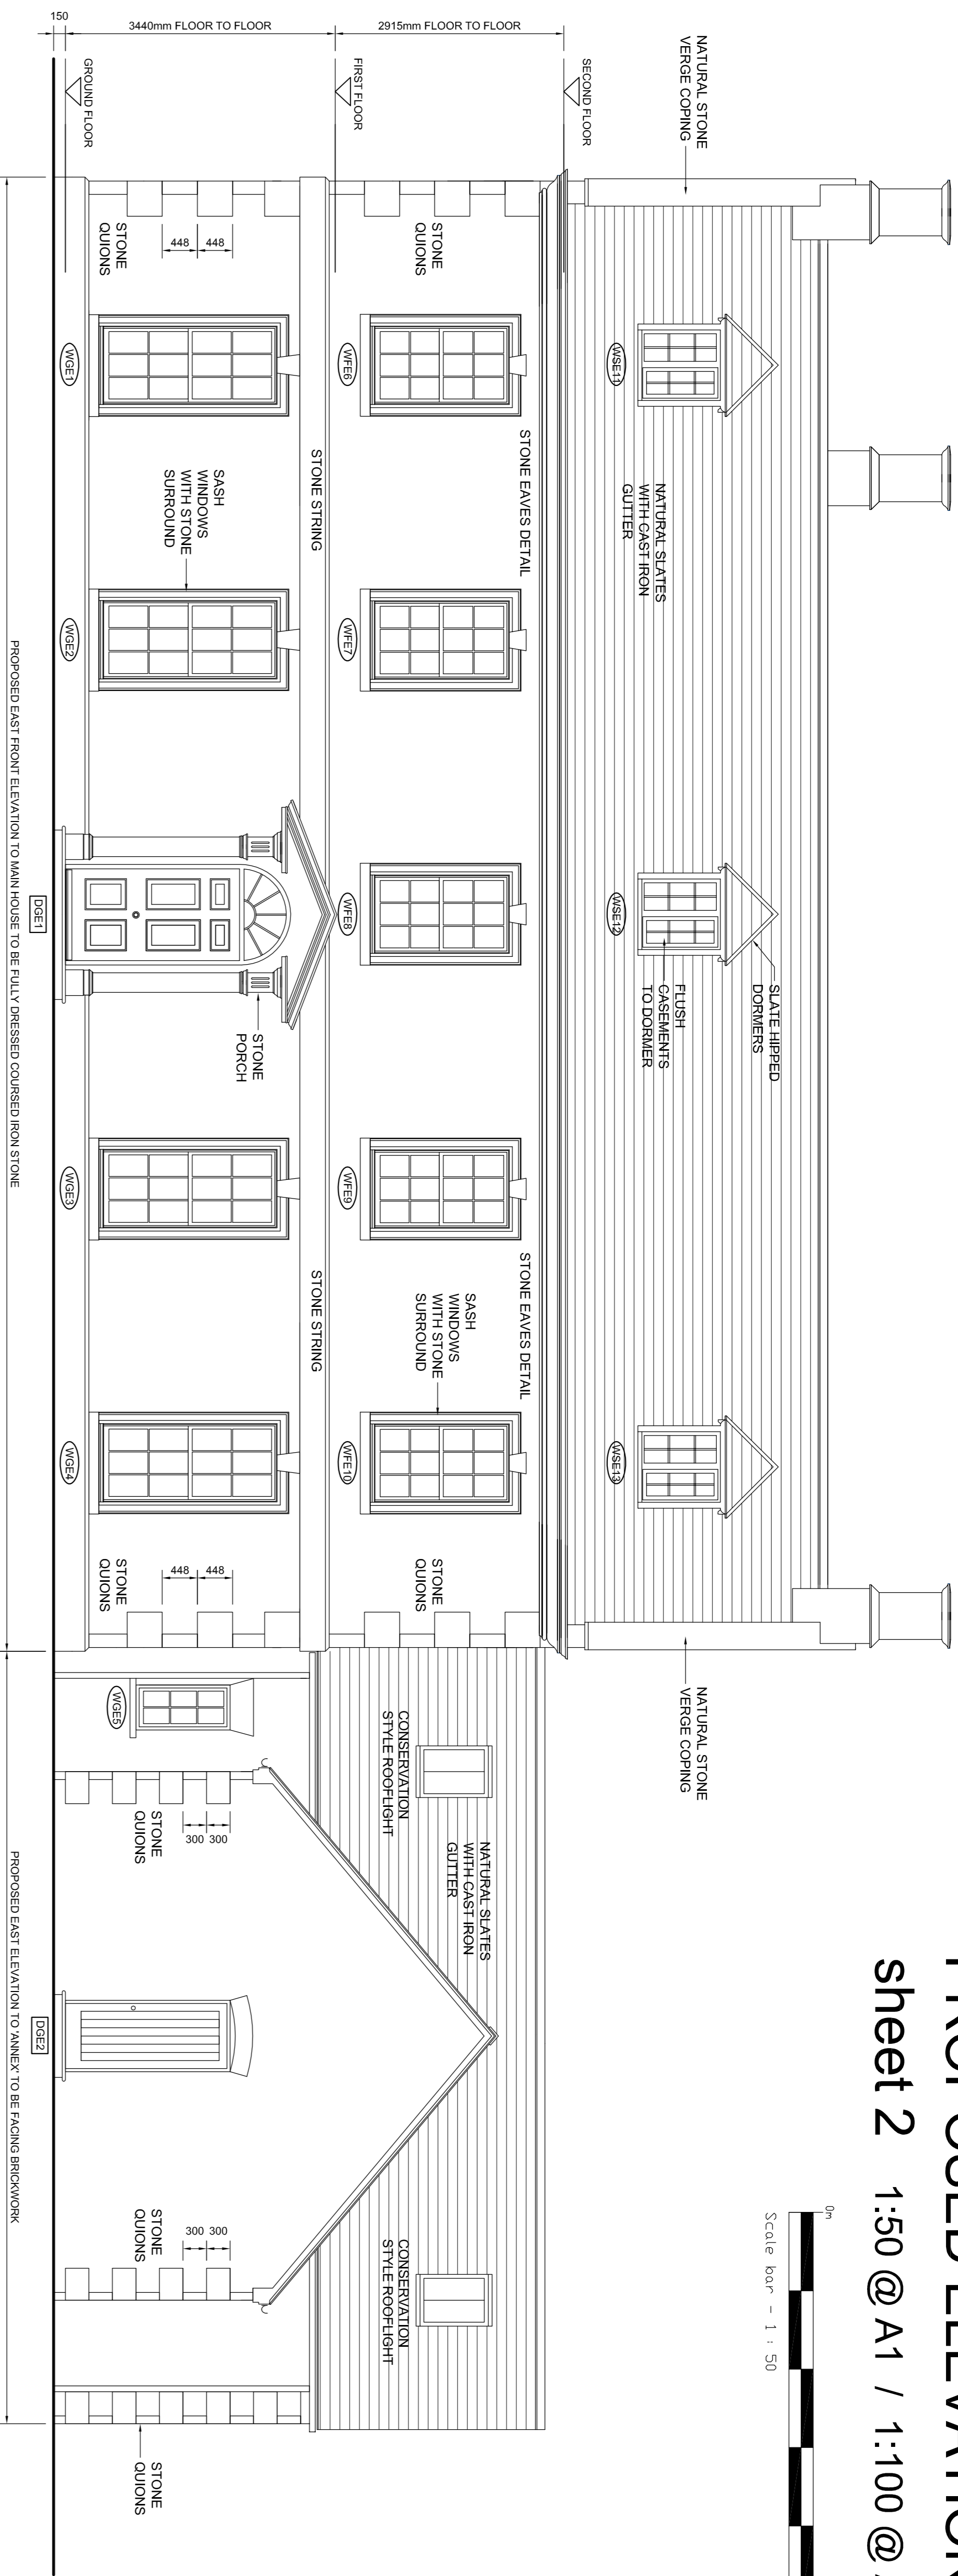 sheet 2 1:50 @ A1 / 1:100 @
0m
Scale bar - 1 : 50
NATURAL STONE
VERGE COPING
NATURAL STONE
VERGE COPING
SLATE HIPPED
DORMERS
FLUSH
CASEMENTS
TO DORMER
NATURAL SLATES
WITH CAST IRON
GUTTER
WSE11
WSE12
WSE13
SECOND FLOOR
2915mm FLOOR TO FLOOR
STONE EAVES DETAIL
STONE EAVES DETAIL
STONE
QUIONS
SASH
WINDOWS
WITH STONE
SURROUND
STONE
QUIONS
WFE6
WFE7
WFE8
WFE9
WFE10
FIRST FLOOR
STONE STRING
STONE STRING
3440mm FLOOR TO FLOOR
448
448
STONE
QUIONS
SASH
WINDOWS
WITH STONE
SURROUND
STONE
PORCH
448
448
STONE
QUIONS
WGE1
WGE2
WGE3
WGE4
GROUND FLOOR
150
DGE1
PROPOSED EAST FRONT ELEVATION TO MAIN HOUSE TO BE FULLY DRESSED COURSED IRON STONE
NATURAL SLATES
WITH CAST IRON
GUTTER
CONSERVATION
STYLE ROOFLIGHT
CONSERVATION
STYLE ROOFLIGHT
WGE5
300
300
STONE
QUIONS
300
300
STONE
QUIONS
STONE
QUIONS
DGE2
PROPOSED EAST ELEVATION TO 'ANNEX' TO BE FACING BRICKWORK